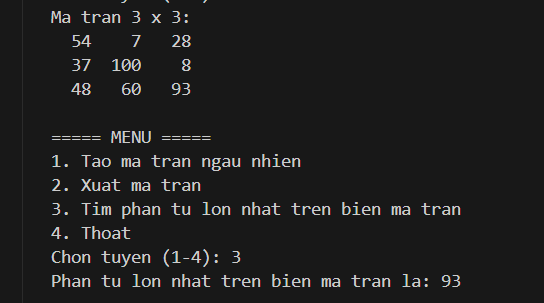 Ma tran 3 x 3:
54 7 28
37 100 8
48 60 93
===== MENU =====
1. Tao ma tran ngau nhien
2. Xuat ma tran
3. Tim phan tu lon nhat tren bien ma tran
4. Thoat
Chon tuyen (1-4): 3
Phan tu lon nhat tren bien ma tran la: 93